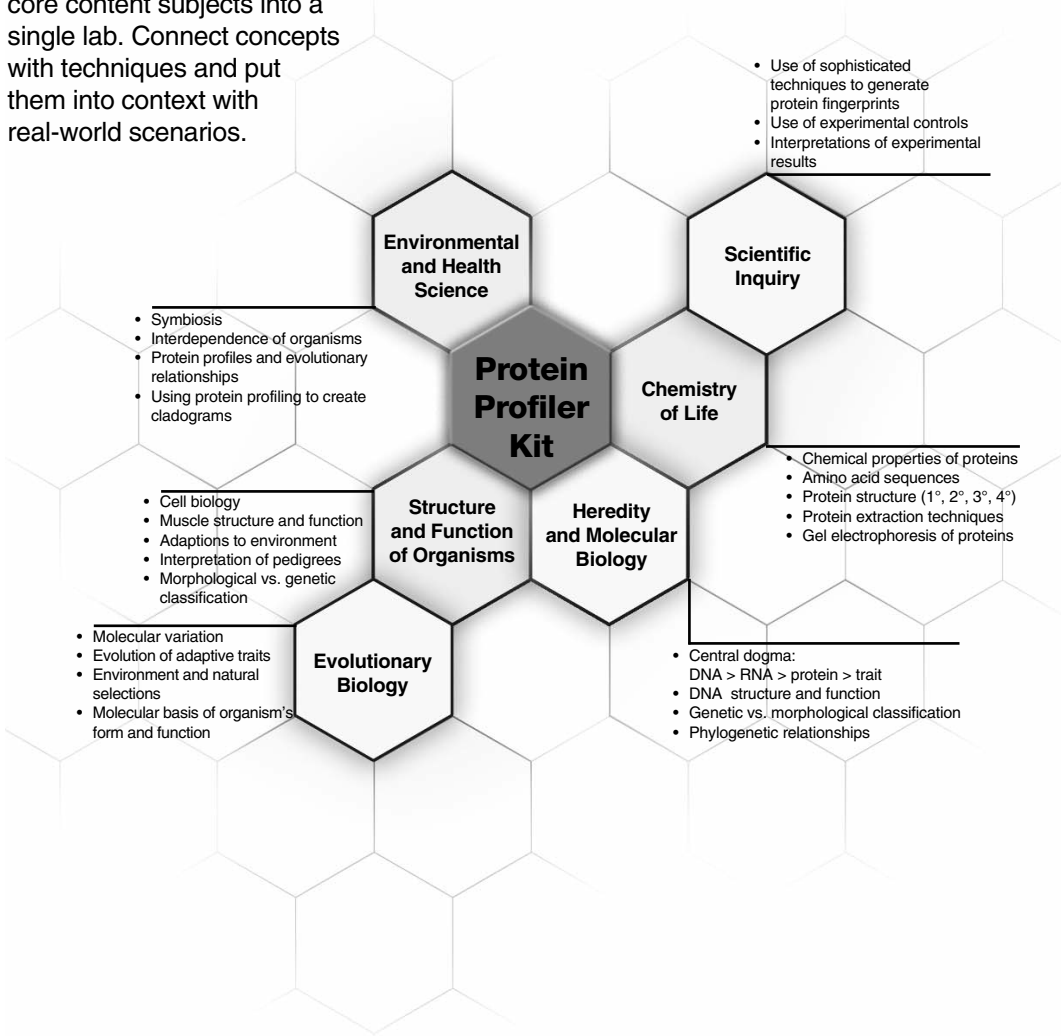 core content subjects into a
single lab. Connect concepts
with techniques and put
them into context with
real-world scenarios.
• Use of sophisticated
techniques to generate
protein fingerprints
• Use of experimental controls
• Interpretations of experimental
results
Environmental
and Health
Science
Scientific
Inquiry
• Symbiosis
• Interdependence of organisms
• Protein profiles and evolutionary
relationships
• Using protein profiling to create
cladograms
Protein
Profiler
Kit
Chemistry
of Life
• Chemical properties of proteins
• Amino acid sequences
• Protein structure (1°, 2°, 3°, 4°)
• Protein extraction techniques
• Gel electrophoresis of proteins
• Cell biology
• Muscle structure and function
• Adaptions to environment
• Interpretation of pedigrees
• Morphological vs. genetic
classification
Structure
and Function
of Organisms
Heredity
and Molecular
Biology
• Molecular variation
• Evolution of adaptive traits
• Environment and natural
selections
• Molecular basis of organism's
form and function
Evolutionary
Biology
• Central dogma:
DNA > RNA > protein > trait
• DNA structure and function
• Genetic vs. morphological classification
• Phylogenetic relationships